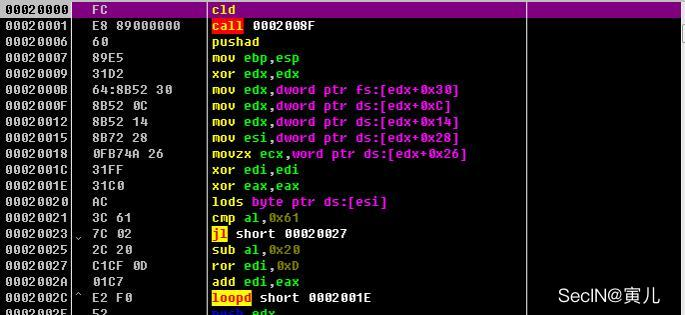 00020000 FC cld
00020001 E8 89000000 call 0002008F
00020006 60 pushad
00020007 89E5 mov ebp,esp
00020009 31D2 xor edx,edx
0002000B 64:8B52 30 mov edx,dword ptr fs:[edx+0x30]
0002000F 8B52 0C mov edx,dword ptr ds:[edx+0xC]
00020012 8B52 14 mov edx,dword ptr ds:[edx+0x14]
00020015 8B72 28 mov esi,dword ptr ds:[edx+0x28]
00020018 0FB74A 26 movzx ecx,word ptr ds:[edx+0x26]
0002001C 31FF xor edi,edi
0002001E 31C0 xor eax,eax
00020020 AC lods byte ptr ds:[esi]
00020021 3C 61 cmp al,0x61
00020023 7C 02 jl short 00020027
00020025 2C 20 sub al,0x20
00020027 C1CF 0D ror edi,0xD
0002002A 01C7 add edi,eax
0002002C ^ E2 F0 loopd short 0002001E
0002002E 52 push edx
SecIN@寅儿